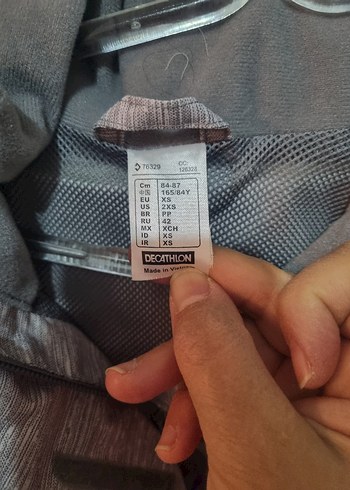 76329 CC:
Cm 84-87
中国 165/84Y
EU XS
US 2XS
BR PP
RU 42
MX XCH
ID XS
IR XS
DECATHLON
Made in